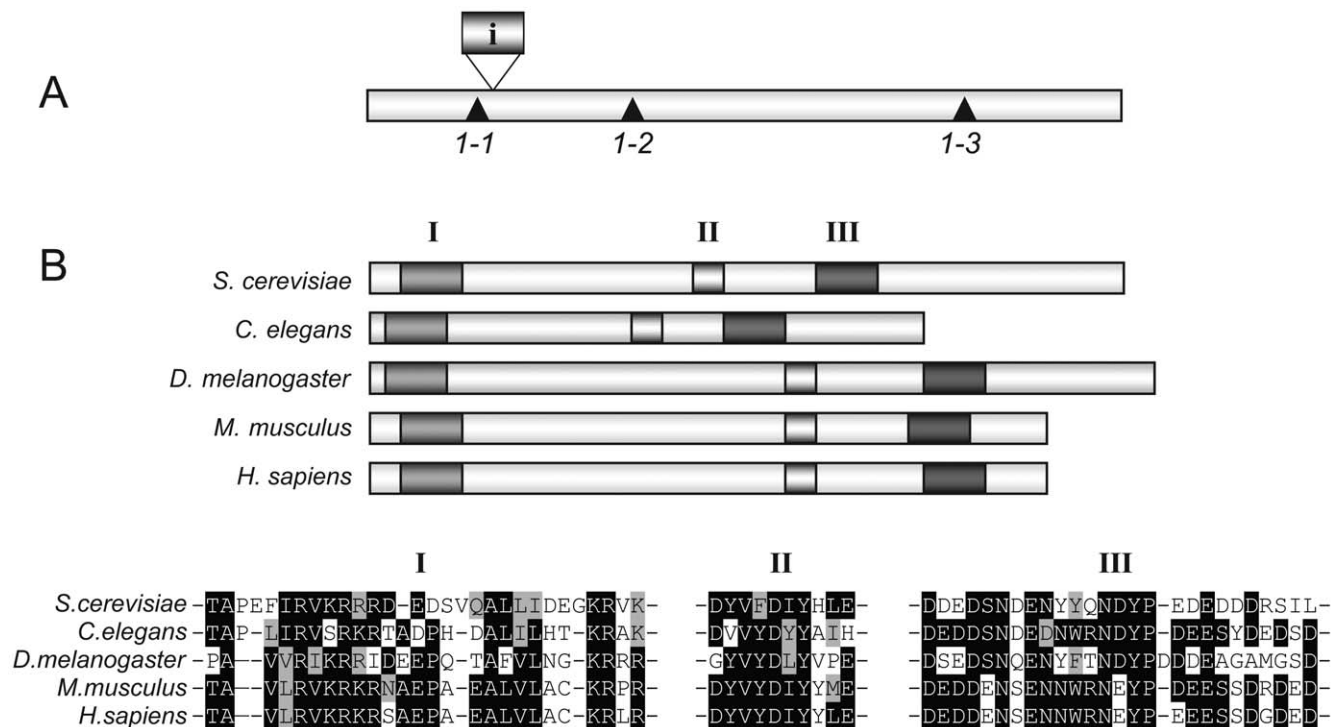 A
i
1-1 1-2 1-3
B
I II III
S. cerevisiae
C. elegans
D. melanogaster
M. musculus
H. sapiens
I II III
S.cerevisiae -TAPEFIRVKRRRD-EDSVQALLIDEGKRVK- -DYVFDIYHLE- -DDEDSNDENYYQNDYP-EDEDDDRSIL-
C.elegans -TAP-LIRVSRKRTADPH-DALILHT-KRAK- -DVVYDYYAIH- -DEDDSNDEDNWRNDYP-DEESYDEDSD-
D.melanogaster -PA--VVRIKRRIDEEPQ-TAFVLNG-KRRR- -GYVYDLYVPE- -DSEDSNQENYFTNDYPDDDEAGAMGSD-
M.musculus -TA--VLRVKRKRNAEPA-EALVLAC-KRPR- -DYVYDIYYME- -DEDDENSENNWRNEYP-DEESSDRDED-
H.sapiens -TA--VLRVKRKRSAEPA-EALVLAC-KRLR- -DYVYDIYYLE- -DEDDENSENNWRNEYP-EEESSDGDED-